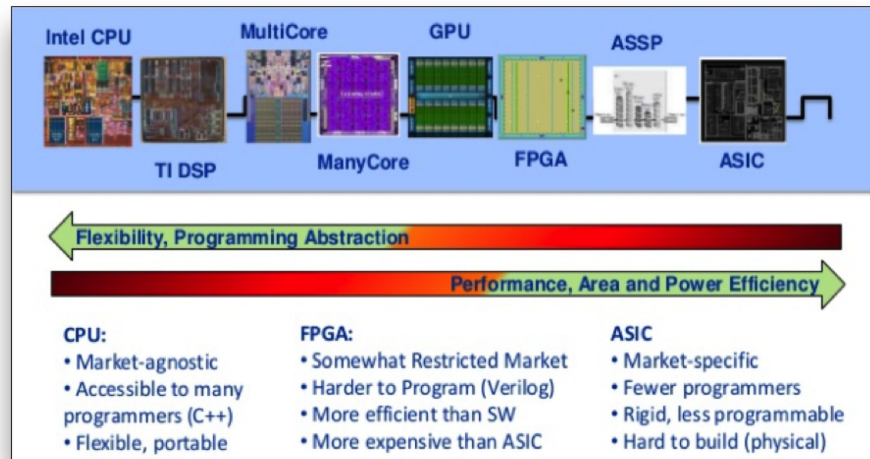 Intel CPU
MultiCore
GPU
ASSP
TI DSP
ManyCore
FPGA
ASIC
Flexibility, Programming Abstraction
Performance, Area and Power Efficiency
CPU:
• Market-agnostic
• Accessible to many
programmers (C++)
• Flexible, portable
FPGA:
• Somewhat Restricted Market
• Harder to Program (Verilog)
• More efficient than SW
• More expensive than ASIC
ASIC
• Market-specific
• Fewer programmers
• Rigid, less programmable
• Hard to build (physical)